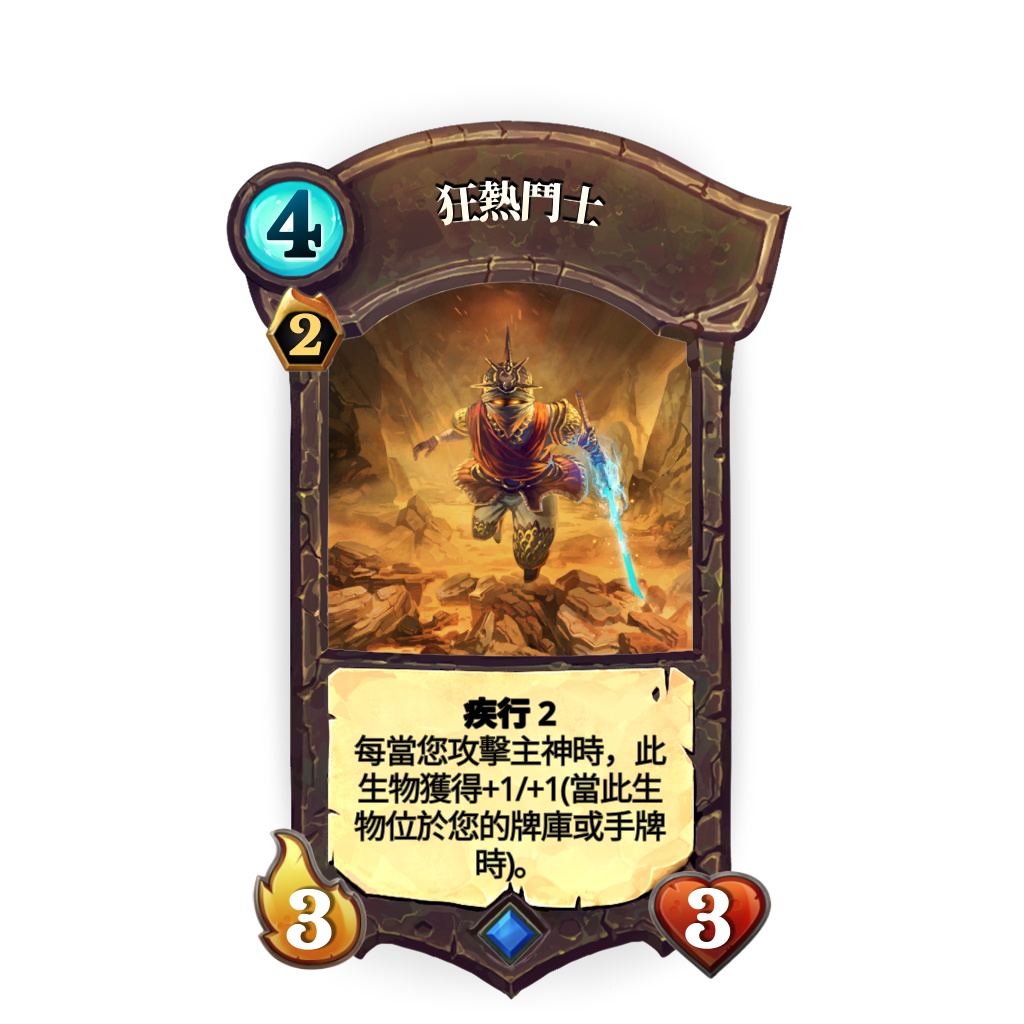 4
狂熱鬥士
2
疾行 2
每當您攻擊主神時，此
生物獲得+1/+1(當此生
物位於您的牌庫或手牌
時)。
3
3